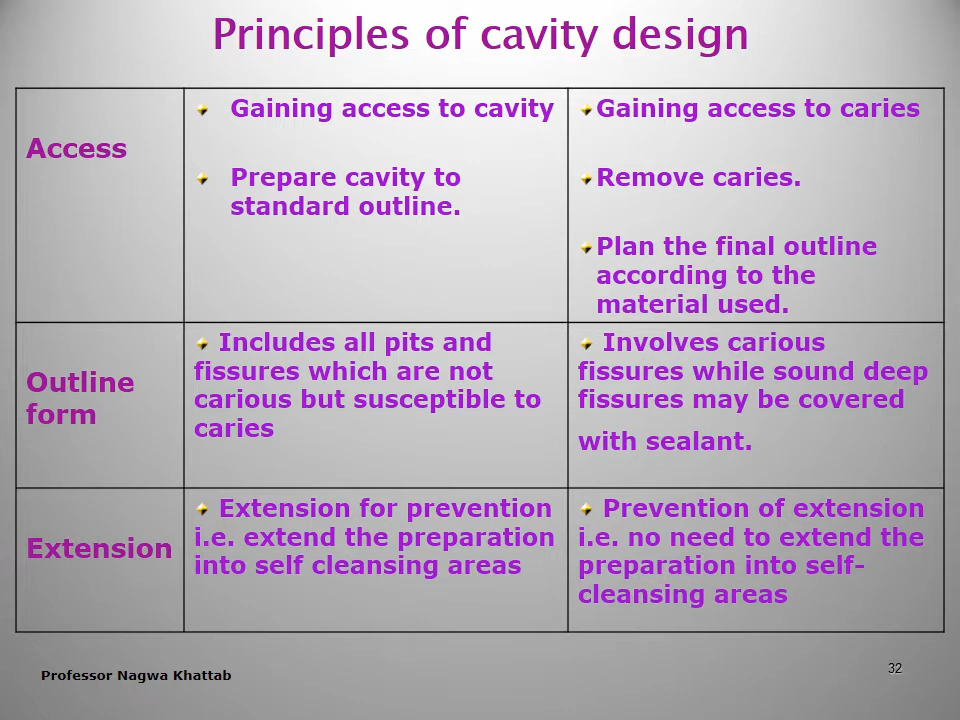 Principles of cavity design
Access
Gaining access to cavity
Prepare cavity to
standard outline.
Gaining access to caries
Remove caries.
Plan the final outline
according to the
material used.
Outline
form
Includes all pits and
fissures which are not
carious but susceptible to
caries
Involves carious
fissures while sound deep
fissures may be covered
with sealant.
Extension
Extension for prevention
i.e. extend the preparation
into self cleansing areas
Prevention of extension
i.e. no need to extend the
preparation into self-
cleansing areas
Professor Nagwa Khattab
32